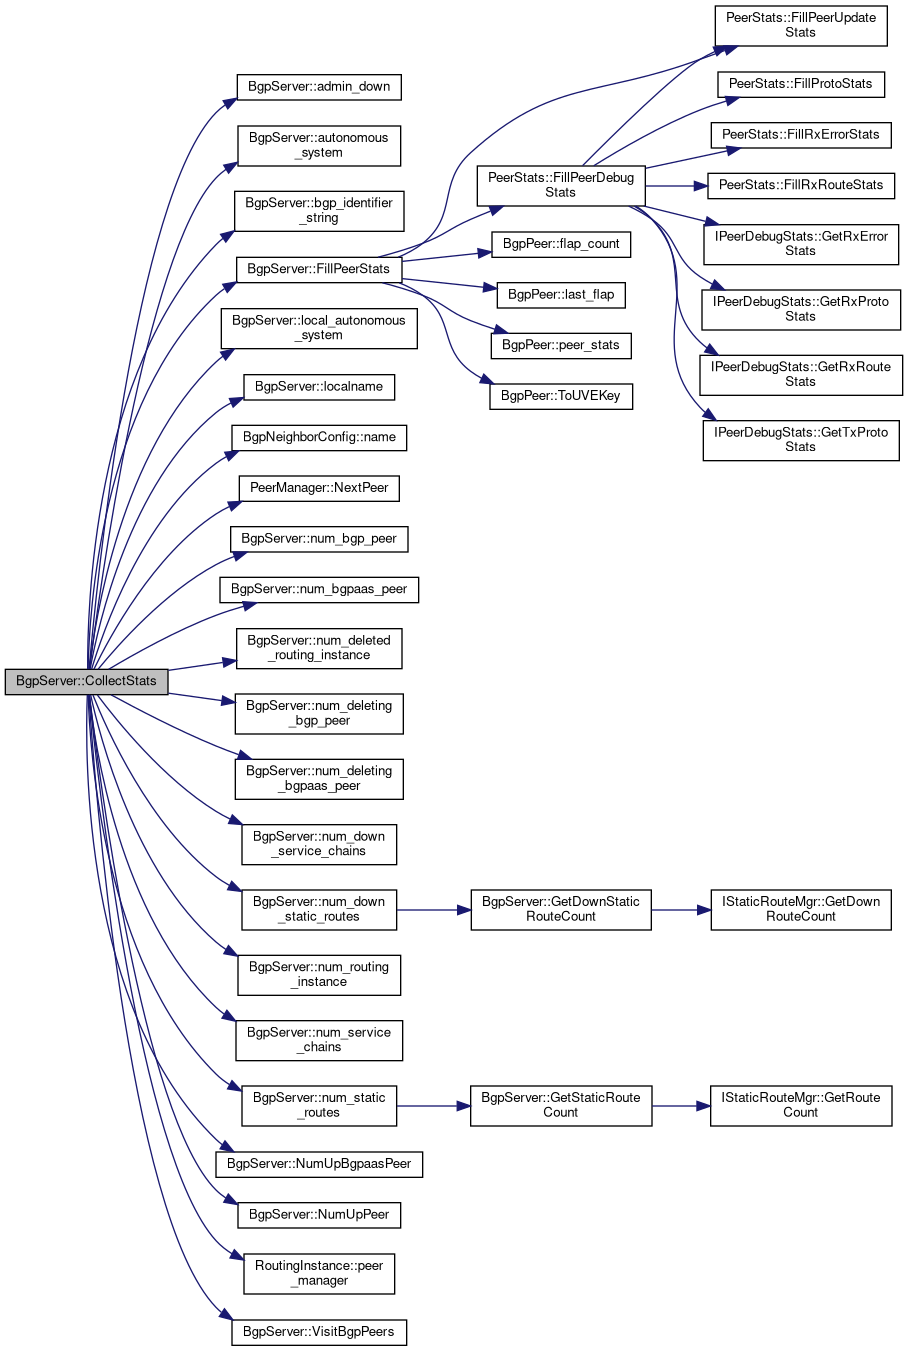 BgpServer::CollectStats
BgpServer::admin_down
BgpServer::autonomous
_system
BgpServer::bgp_identifier
_string
BgpServer::FillPeerStats
BgpServer::local_autonomous
_system
BgpServer::localname
BgpNeighborConfig::name
PeerManager::NextPeer
BgpServer::num_bgp_peer
BgpServer::num_bgpaas_peer
BgpServer::num_deleted
_routing_instance
BgpServer::num_deleting
_bgp_peer
BgpServer::num_deleting
_bgpaas_peer
BgpServer::num_down
_service_chains
BgpServer::num_down
_static_routes
BgpServer::num_routing
_instance
BgpServer::num_service
_chains
BgpServer::num_static
_routes
BgpServer::NumUpBgpaasPeer
BgpServer::NumUpPeer
RoutingInstance::peer
_manager
BgpServer::VisitBgpPeers
PeerStats::FillPeerDebug
Stats
BgpPeer::flap_count
BgpPeer::last_flap
BgpPeer::peer_stats
BgpPeer::ToUVEKey
BgpServer::GetDownStatic
RouteCount
BgpServer::GetStaticRoute
Count
PeerStats::FillPeerUpdate
Stats
PeerStats::FillProtoStats
PeerStats::FillRxErrorStats
PeerStats::FillRxRouteStats
IPeerDebugStats::GetRxError
Stats
IPeerDebugStats::GetRxProto
Stats
IPeerDebugStats::GetRxRoute
Stats
IPeerDebugStats::GetTxProto
Stats
IStaticRouteMgr::GetDown
RouteCount
IStaticRouteMgr::GetRoute
Count